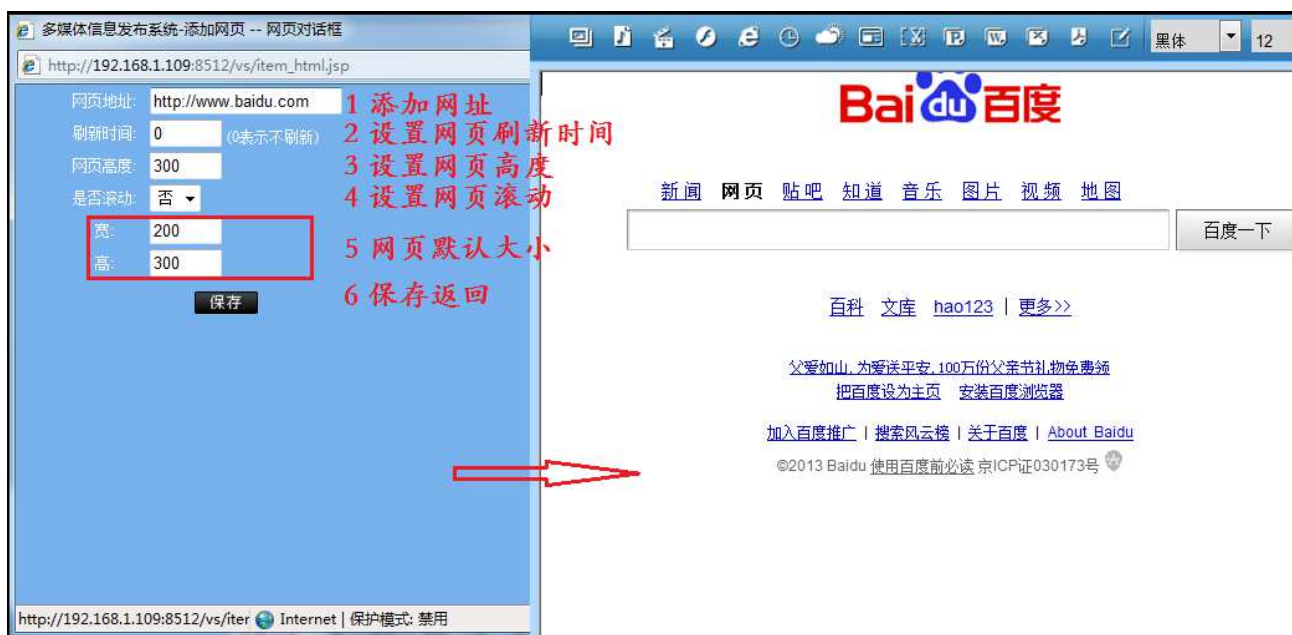 多媒体信息发布系统-添加网页 -- 网页对话框
http://192.168.1.109:8512/vs/item_html.jsp
网页地址: http://www.baidu.com 1 添加网址
刷新时间: 0 (0表示不刷新) 2 设置网页刷新时间
网页高度: 300 3 设置网页高度
是否滚动: 否 4 设置网页滚动
宽: 200
高: 300
5 网页默认大小
保存 6 保存返回
http://192.168.1.109:8512/vs/iter Internet | 保护模式: 禁用
黑体 12
Bai du 百度
新闻 网页 贴吧 知道 音乐 图片 视频 地图
百度一下
百科 文库 hao123 | 更多>>
父爱如山,为爱送平安,100万份父亲节礼物免费领
把百度设为主页 安装百度浏览器
加入百度推广 | 搜索风云榜 | 关于百度 | About Baidu
©2013 Baidu 使用百度前必读 京ICP证030173号